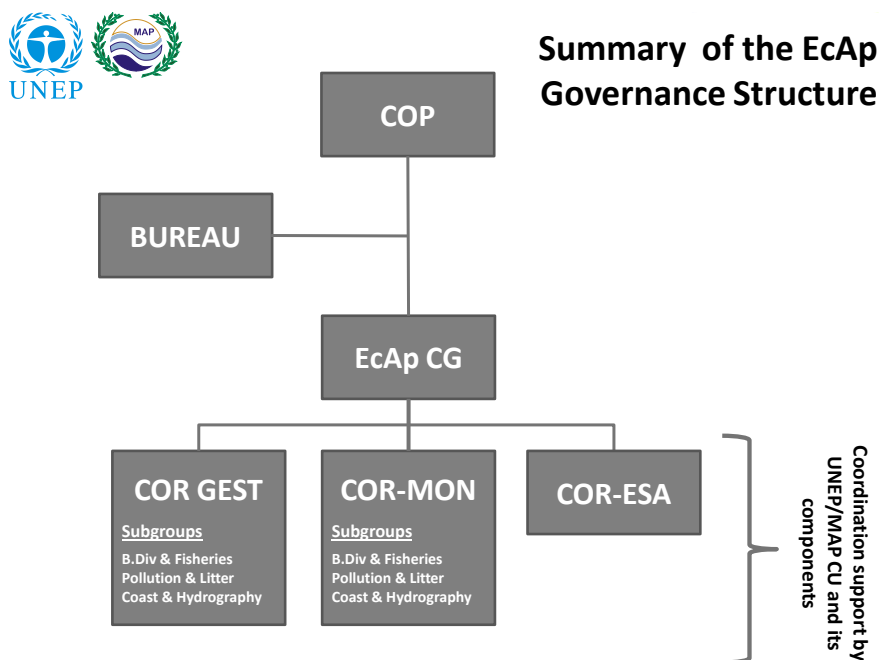 UNEP
MAP
Summary of the EcAp
Governance Structure
COP
BUREAU
EcAp CG
COR GEST
Subgroups
B.Div & Fisheries
Pollution & Litter
Coast & Hydrography
COR-MON
Subgroups
B.Div & Fisheries
Pollution & Litter
Coast & Hydrography
COR-ESA
Coordination support by
UNEP/MAP CU and its
components